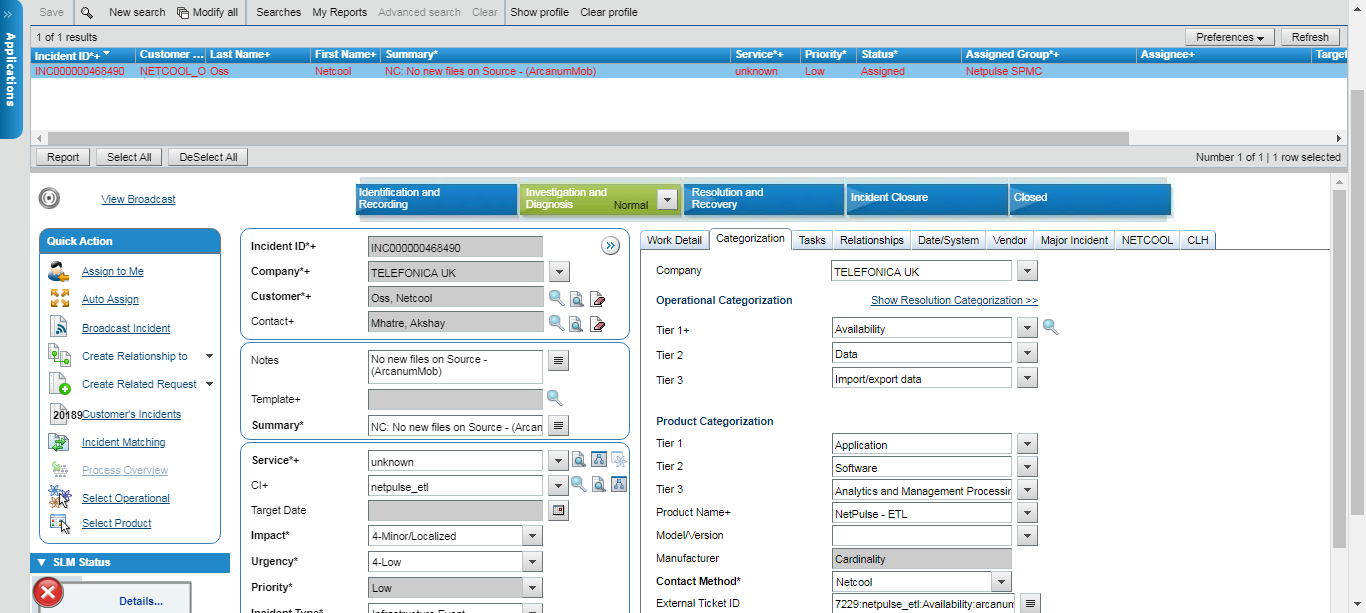 Save New search Modify all Searches My Reports Advanced search Clear Show profile Clear profile
Applications
1 of 1 results Preferences Refresh
Incident ID*+ Customer ... Last Name+ First Name+ Summary* Service*+ Priority* Status* Assigned Group*+ Assignee+ Target
INC000000468490 NETCOOL_O Oss Netcool NC: No new files on Source - (ArcanumMob) unknown Low Assigned Netpulse SPMC
Report Select All DeSelect All Number 1 of 1 | 1 row selected
View Broadcast
Identification and
Recording
Investigation and
Diagnosis Normal
Resolution and
Recovery
Incident Closure
Closed
Quick Action
Assign to Me
Auto Assign
Broadcast Incident
Create Relationship to
Create Related Request
20189 Customer's Incidents
Incident Matching
Process Overview
Select Operational
Select Product
SLM Status
Details...
Incident ID*+ INC000000468490
Company*+ TELEFONICA UK
Customer*+ Oss, Netcool
Contact+ Mhatre, Akshay
Notes No new files on Source -
(ArcanumMob)
Template+
Summary* NC: No new files on Source - (Arcan
Service*+ unknown
CI+ netpulse_etl
Target Date
Impact* 4-Minor/Localized
Urgency* 4-Low
Priority* Low
Incident Type* Infrastructure Event
Work Detail Categorization Tasks Relationships Date/System Vendor Major Incident NETCOOL CLH
Company TELEFONICA UK
Operational Categorization Show Resolution Categorization >>
Tier 1+ Availability
Tier 2 Data
Tier 3 Import/export data
Product Categorization
Tier 1 Application
Tier 2 Software
Tier 3 Analytics and Management Processin
Product Name+ NetPulse - ETL
Model/Version
Manufacturer Cardinality
Contact Method* Netcool
External Ticket ID 7229:netpulse_etl:Availability:arcanum